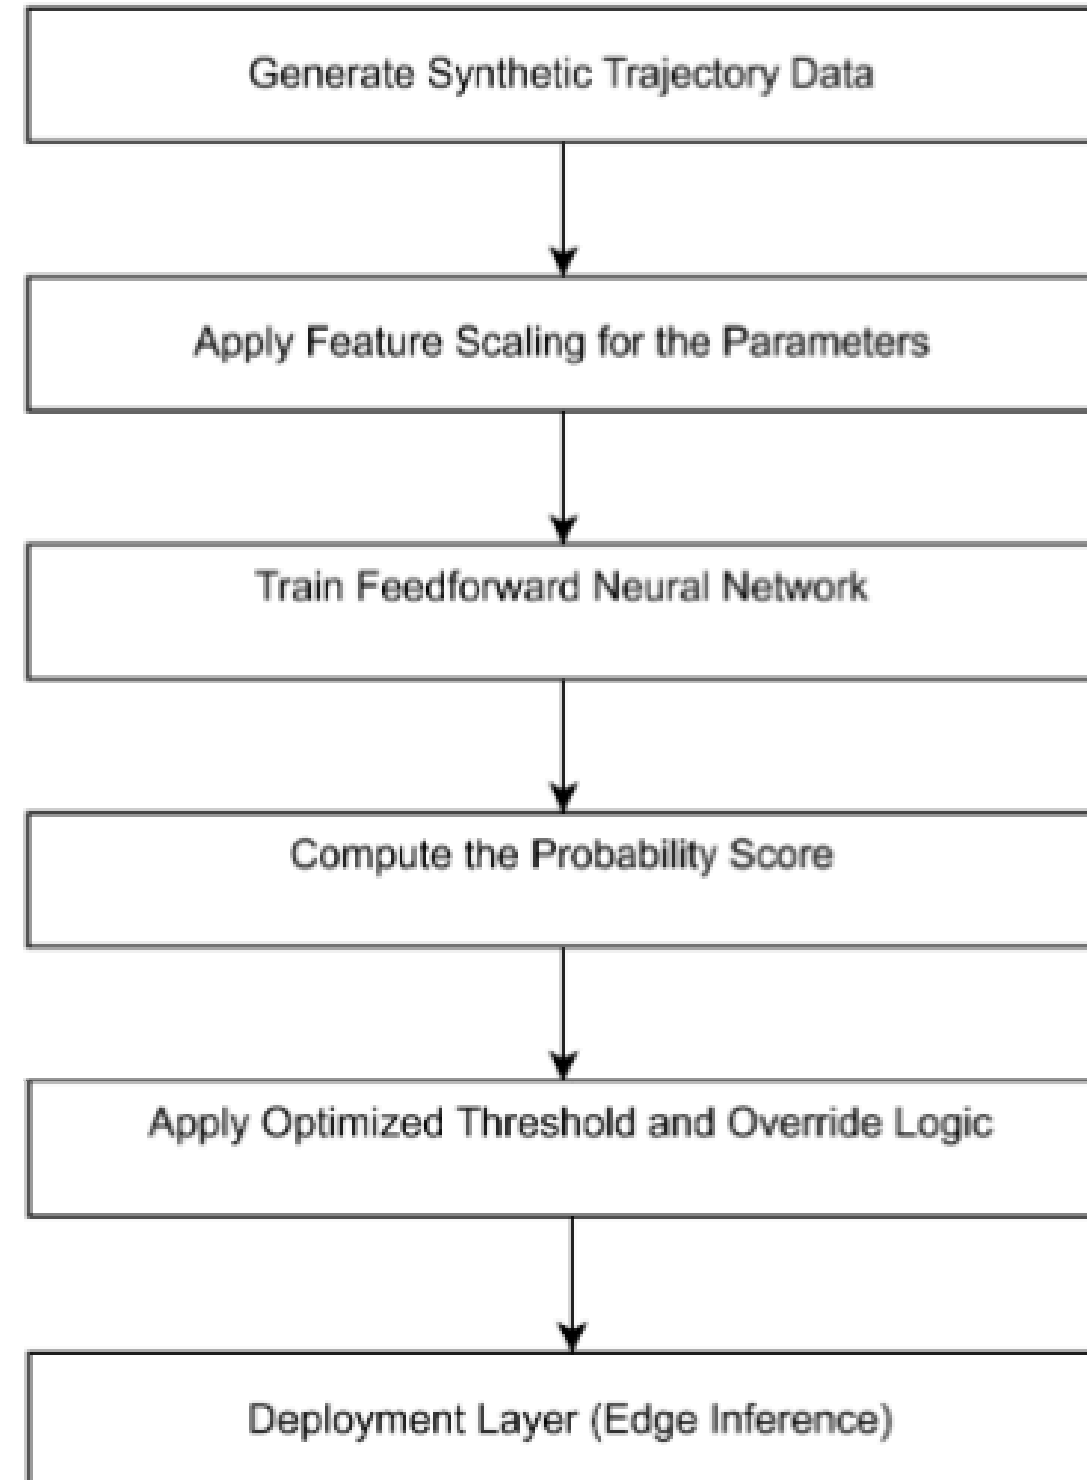 Generate Synthetic Trajectory Data
Apply Feature Scaling for the Parameters
Train Feedforward Neural Network
Compute the Probability Score
Apply Optimized Threshold and Override Logic
Deployment Layer (Edge Inference)